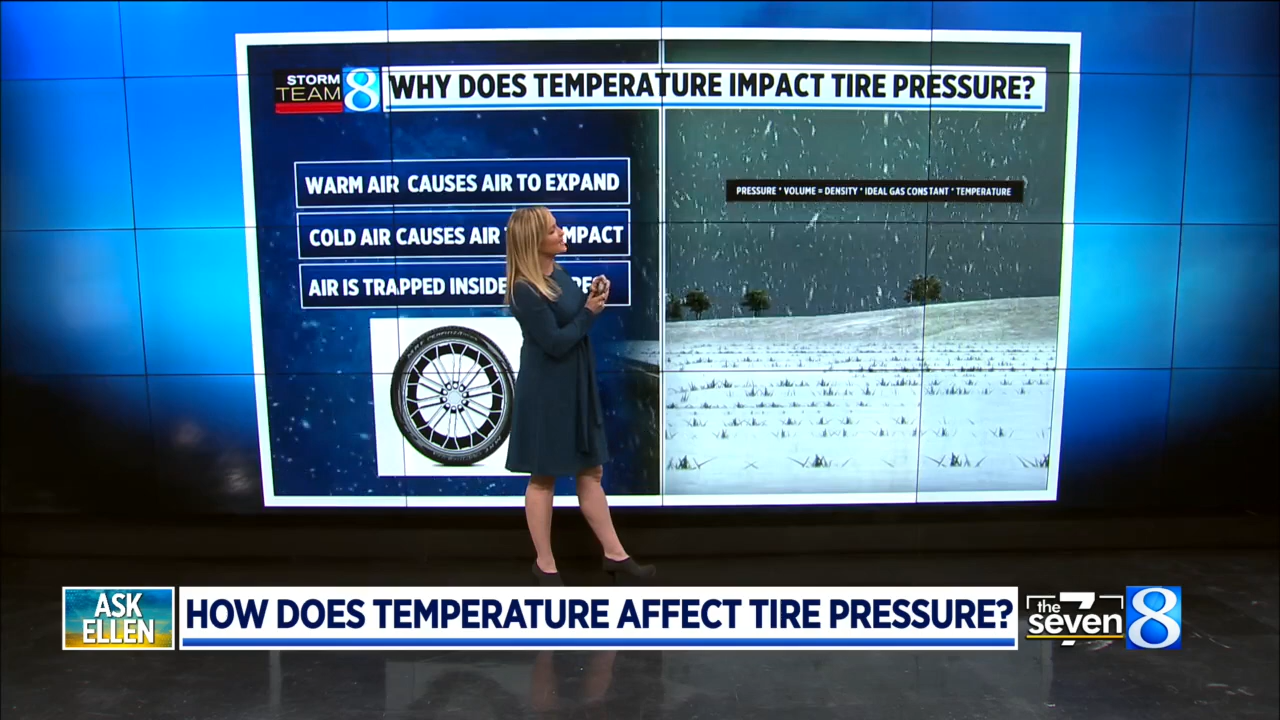 STORM
TEAM
8
WHY DOES TEMPERATURE IMPACT TIRE PRESSURE?
WARM AIR CAUSES AIR TO EXPAND
COLD AIR CAUSES AIR MPACT
AIR IS TRAPPED INSIDE
PRESSURE * VOLUME = DENSITY * IDEAL GAS CONSTANT * TEMPERATURE
ASK
ELLEN
HOW DOES TEMPERATURE AFFECT TIRE PRESSURE?
the
7
seven
8